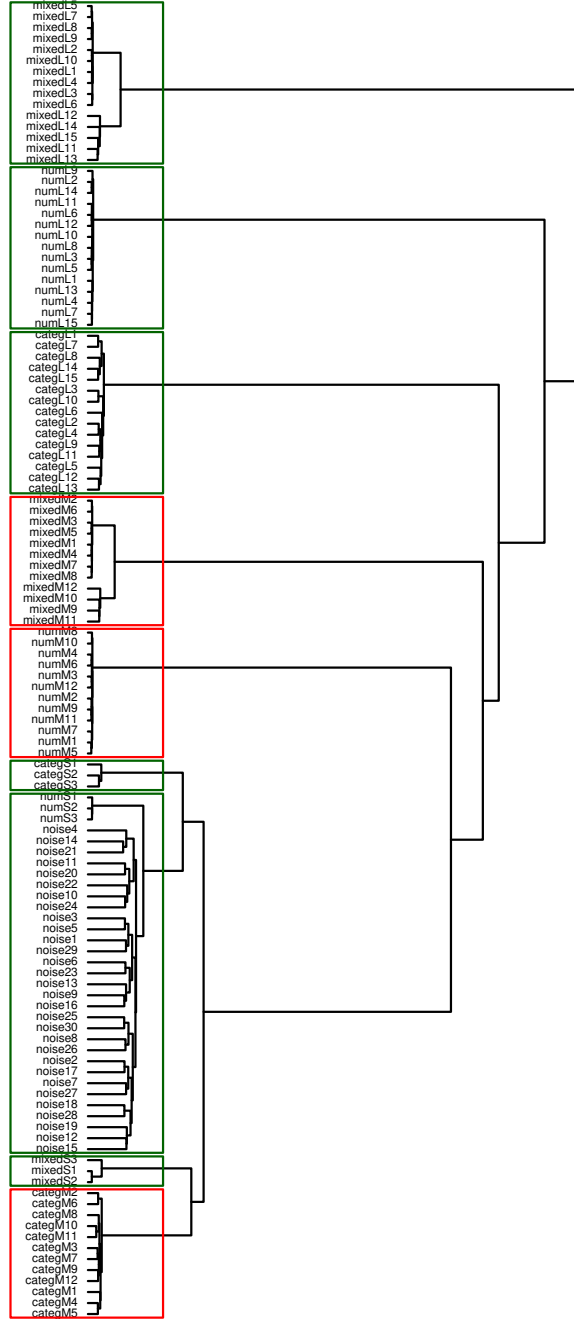 mixedL5
mixedL7
mixedL8
mixedL9
mixedL2
mixedL10
mixedL1
mixedL4
mixedL3
mixedL6
mixedL12
mixedL14
mixedL15
mixedL11
mixedL13
numL9
numL2
numL14
numL11
numL6
numL12
numL10
numL8
numL3
numL5
numL1
numL13
numL4
numL7
numL15
categL1
categL7
categL8
categL14
categL15
categL3
categL10
categL6
categL2
categL4
categL9
categL11
categL5
categL12
categL13
mixedM2
mixedM6
mixedM3
mixedM5
mixedM1
mixedM4
mixedM7
mixedM8
mixedM12
mixedM10
mixedM9
mixedM11
numM8
numM10
numM4
numM6
numM3
numM12
numM2
numM9
numM11
numM7
numM1
numM5
categS1
categS2
categS3
numS1
numS2
numS3
noise4
noise14
noise21
noise11
noise20
noise22
noise10
noise24
noise3
noise5
noise1
noise29
noise6
noise23
noise13
noise9
noise16
noise25
noise30
noise8
noise26
noise2
noise17
noise7
noise27
noise18
noise28
noise19
noise12
noise15
mixedS3
mixedS1
mixedS2
categM2
categM6
categM8
categM10
categM11
categM3
categM7
categM9
categM12
categM1
categM4
categM5